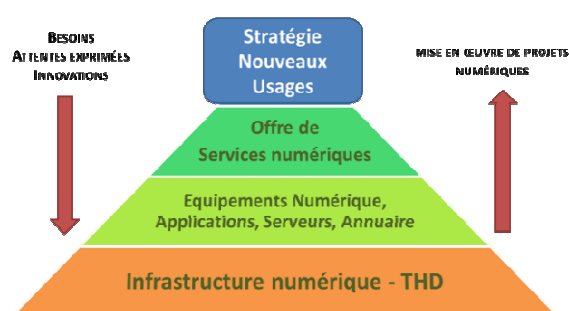 BESOINS
ATTENTES EXPRIMÉES
INNOVATIONS
Stratégie
Nouveaux
Usages
MISE EN ŒUVRE DE PROJETS
NUMÉRIQUES
Offre de
Services numériques
Equipements Numérique,
Applications, Serveurs, Annuaire
Infrastructure numérique - THD